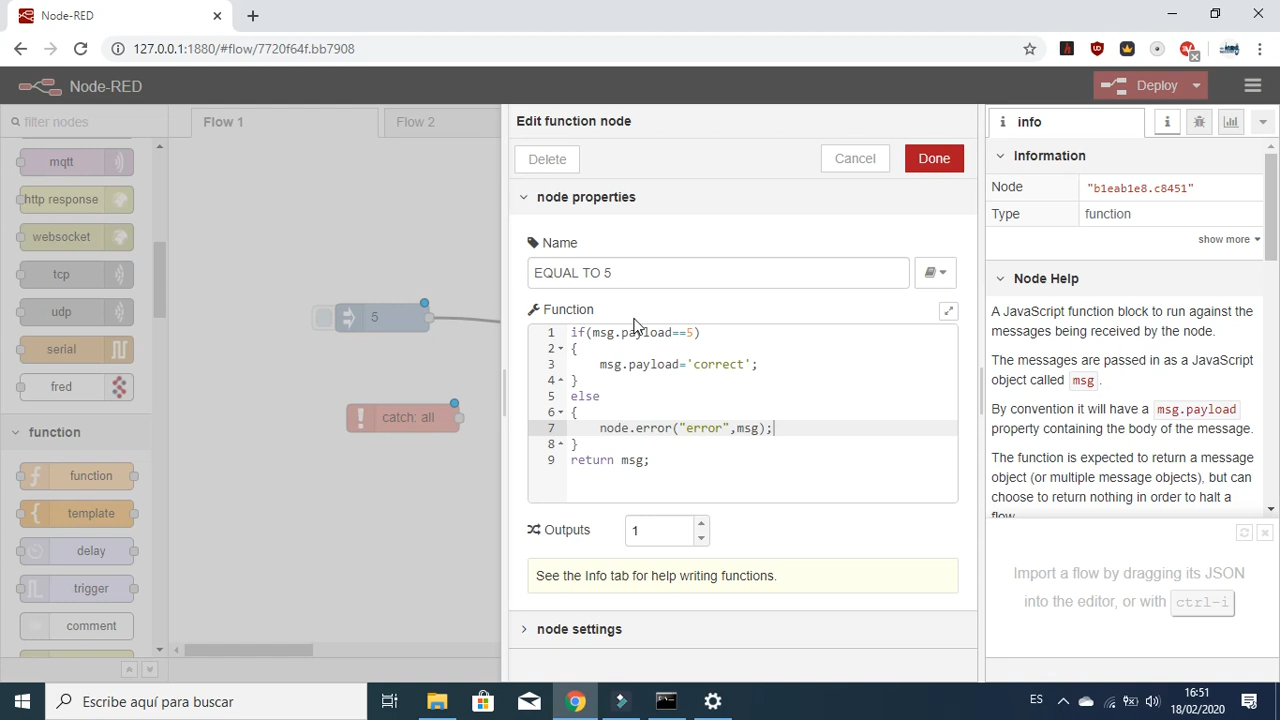 Node-RED
127.0.0.1:1880/#flow/7720f64f.bb7908
Node-RED
Deploy
filter nodes
mqtt
http response
websocket
tcp
udp
serial
fred
function
function
template
delay
trigger
comment
Flow 1
Flow 2
5
catch: all
Edit function node
Delete
Cancel
Done
node properties
Name
EQUAL TO 5
Function
1 if(msg.payload==5)
2 {
3 msg.payload='correct';
4 }
5 else
6 {
7 node.error("error",msg);
8 }
9 return msg;
Outputs
1
See the Info tab for help writing functions.
node settings
i info
i
Information
Node "b1eab1e8.c8451"
Type function
show more
Node Help
A JavaScript function block to run against the
messages being received by the node.
The messages are passed in as a JavaScript
object called msg .
By convention it will have a msg.payload
property containing the body of the message.
The function is expected to return a message
object (or multiple message objects), but can
choose to return nothing in order to halt a
flow.
Import a flow by dragging its JSON
into the editor, or with ctrl-i
Escribe aquí para buscar
ES
16:51
18/02/2020